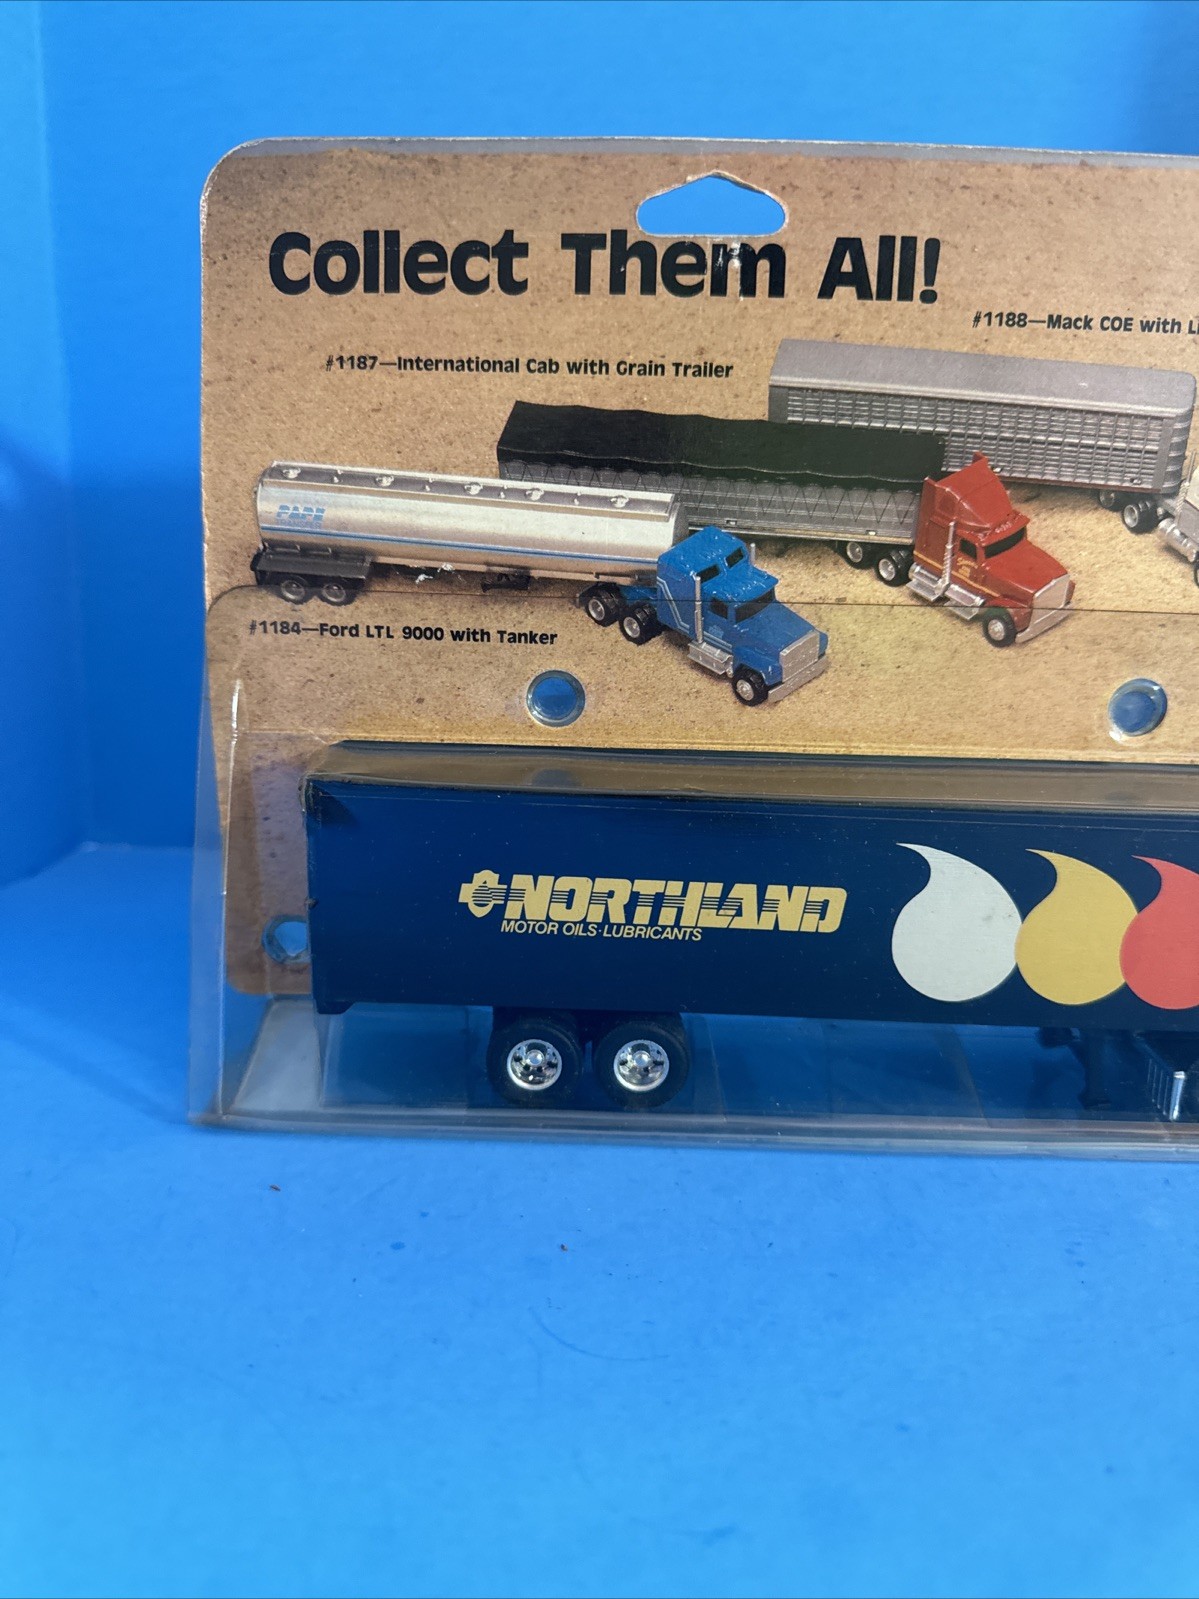 Collect Them All!
#1188—Mack COE with
#1187—International Cab with Grain Trailer
PAPE
#1184—Ford LTL 9000 with Tanker
NORTHLAND
MOTOR OILS·LUBRICANTS